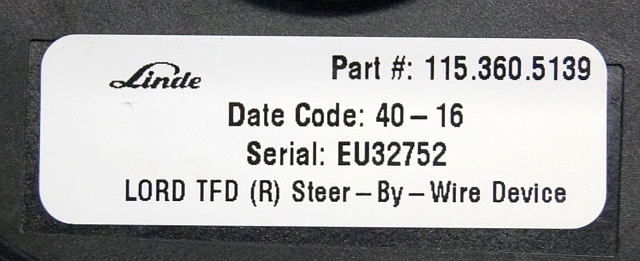 Linde
Part #: 115.360.5139
Date Code: 40-16
Serial: EU32752
LORD TFD (R) Steer-By-Wire Device